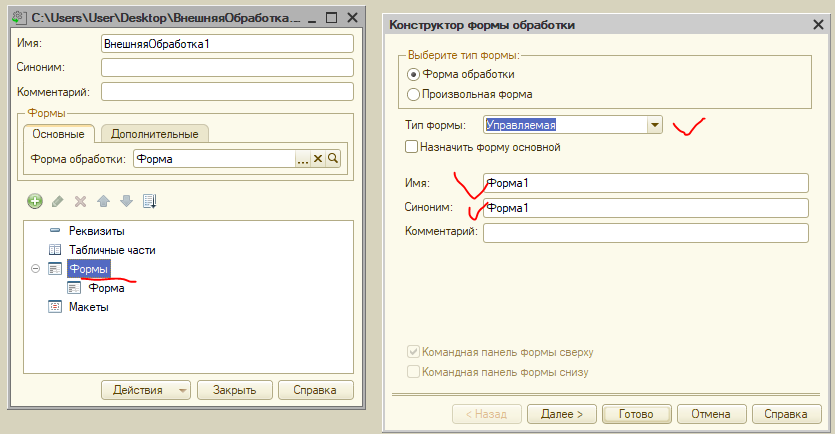 C:\Users\User\Desktop\ВнешняяОбработка...
Имя: ВнешняяОбработка1
Синоним:
Комментарий:
Формы
Основные Дополнительные
Форма обработки: Форма ...
Реквизиты
Табличные части
Формы
Форма
Макеты
Действия Закрыть Справка
Конструктор формы обработки
Выберите тип формы:
Форма обработки
Произвольная форма
Тип формы: Управляемая
Назначить форму основной
Имя: Форма1
Синоним: Форма1
Комментарий:
Командная панель формы сверху
Командная панель формы снизу
< Назад Далее > Готово Отмена Справка